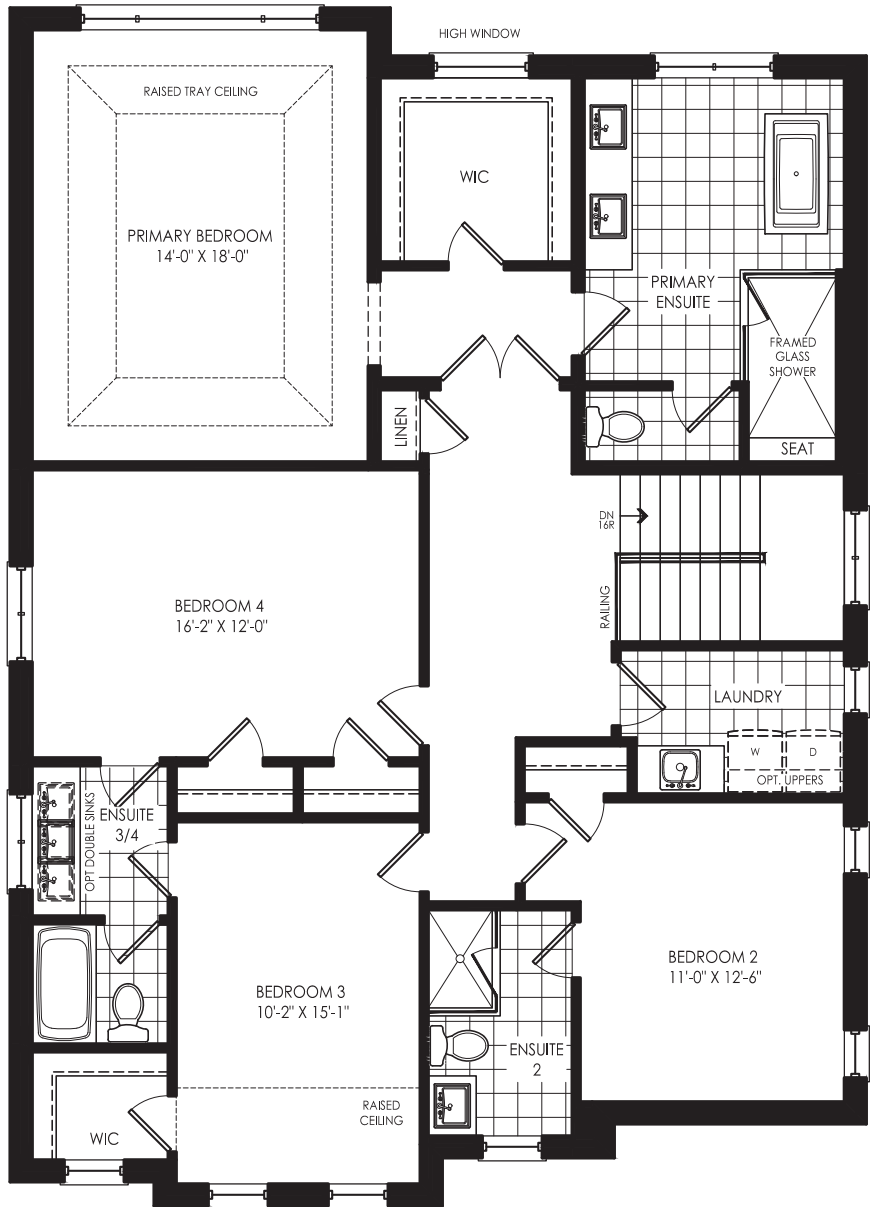 HIGH WINDOW
RAISED TRAY CEILING
WIC
PRIMARY BEDROOM
14'-0" X 18'-0"
PRIMARY
ENSUITE
FRAMED
GLASS
SHOWER
LINEN
SEAT
DN
16R
RAILING
BEDROOM 4
16'-2" X 12'-0"
LAUNDRY
W
D
OPT. UPPERS
OPT DOUBLE SINKS
ENSUITE
3/4
BEDROOM 2
11'-0" X 12'-6"
BEDROOM 3
10'-2" X 15'-1"
ENSUITE
2
RAISED
CEILING
WIC